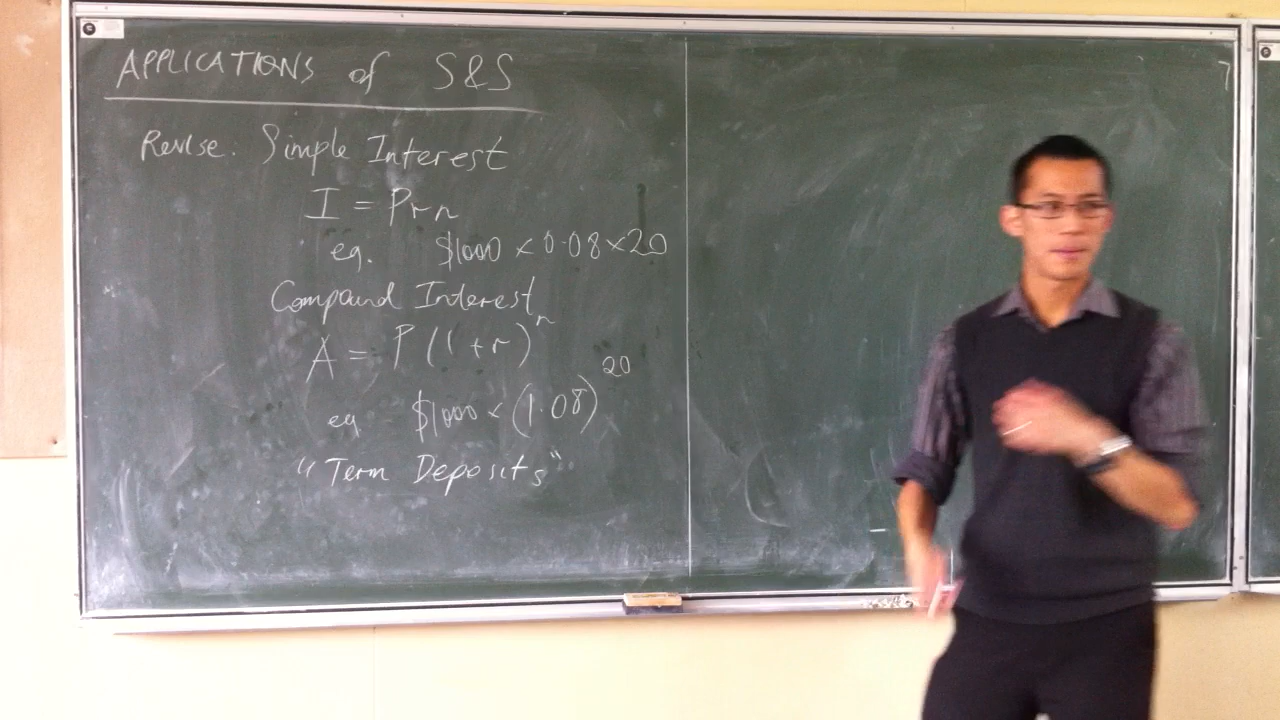 APPLICATIONS of S&S
Revise: Simple Interest
I = Prn
eg. $1000 × 0.08 × 20
Compound Interest
A = P(1+r)ⁿ
eg $1000 × (1.08)²⁰
"Term Deposits"